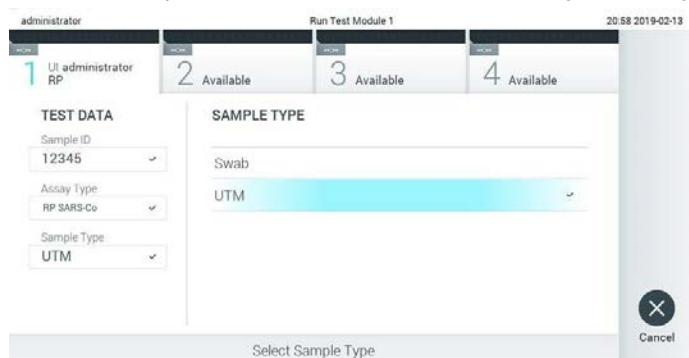 administrator Run Test Module 1 20:58 2019-02-13
1 UI administrator
RP
2 Available
3 Available
4 Available
TEST DATA
Sample ID
12345
Assay Type
RP SARS-Co
Sample Type
UTM
SAMPLE TYPE
Swab
UTM
Cancel
Select Sample Type